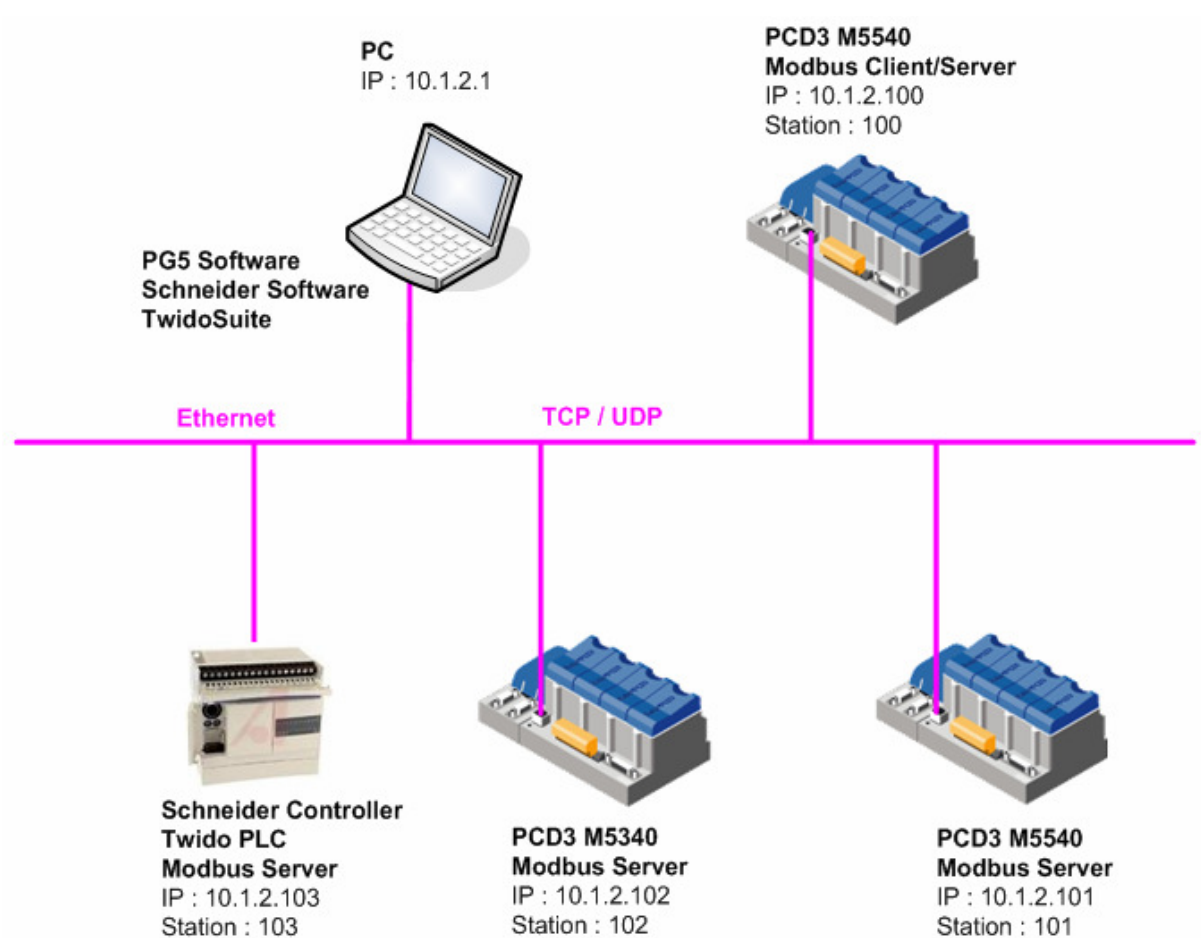 PC
IP : 10.1.2.1
PCD3 M5540
Modbus Client/Server
IP : 10.1.2.100
Station : 100
PG5 Software
Schneider Software
TwidoSuite
Ethernet
TCP / UDP
Schneider Controller
Twido PLC
Modbus Server
IP : 10.1.2.103
Station : 103
PCD3 M5340
Modbus Server
IP : 10.1.2.102
Station : 102
PCD3 M5540
Modbus Server
IP : 10.1.2.101
Station : 101